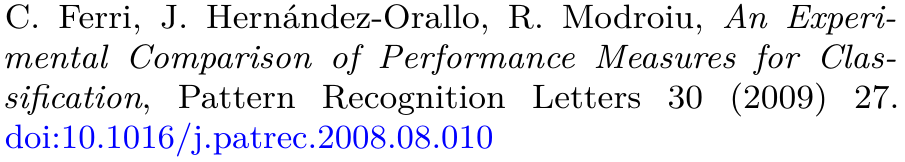 C. Ferri, J. Hernández-Orallo, R. Modroiu, An Experi-
mental Comparison of Performance Measures for Clas-
sification, Pattern Recognition Letters 30 (2009) 27.
doi:10.1016/j.patrec.2008.08.010